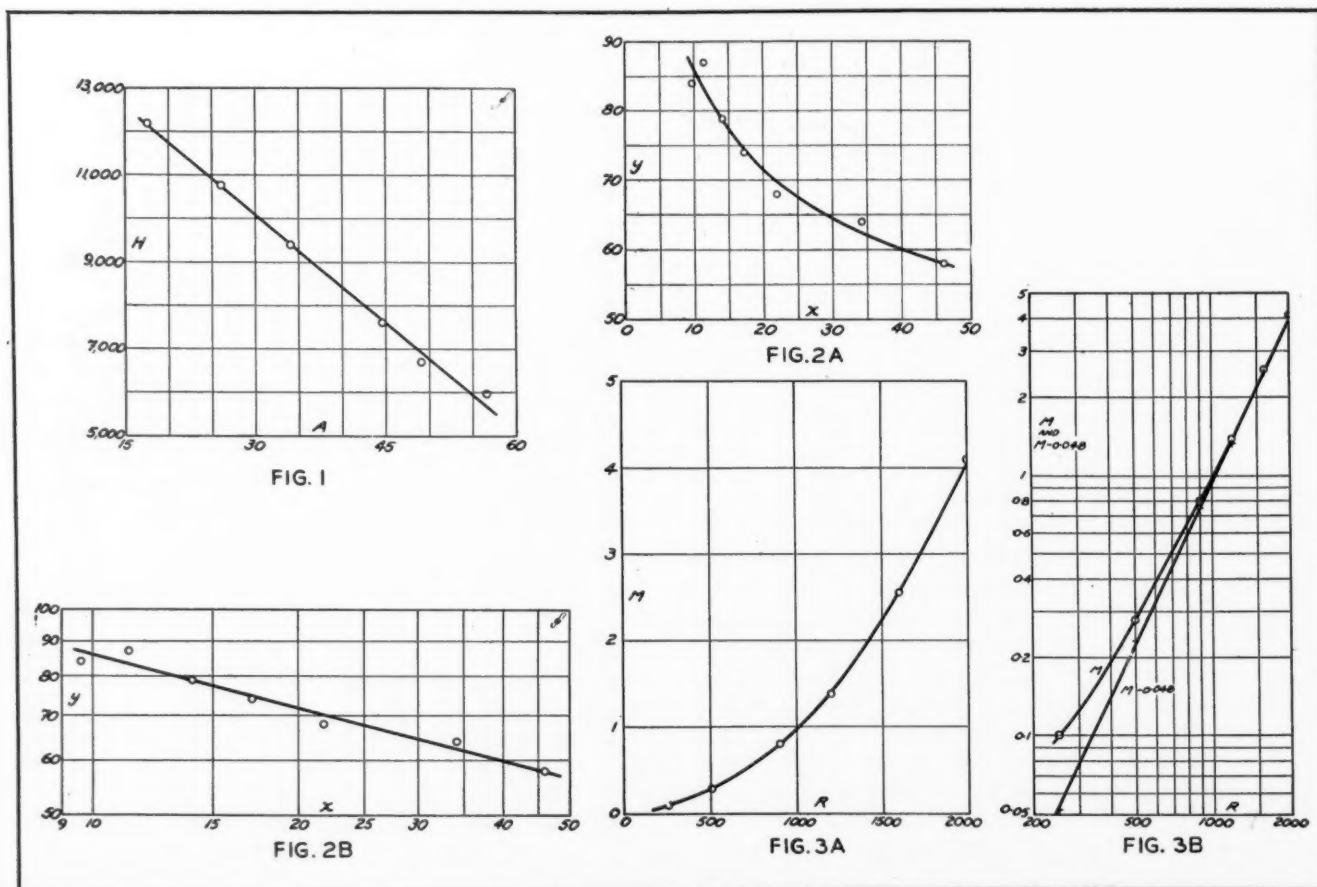 13,000
11,000
H
9,000
7,000
5,000
15 30 A 45 60
FIG. 1
90
80
y
70
60
50
0 10 20 x 30 40 50
FIG. 2A
100
90
80
y
70
60
50
9 10 15 20 x 25 30 40 50
FIG. 2B
5
4
3
M
2
1
0
0 500 1000 R 1500 2000
FIG. 3A
5
4
2
M
AND
M-0.048
1
0.8
0.6
0.4
0.2
M
M-0.048
0.1
0.05
200 500 1000 R 2000
FIG. 3B